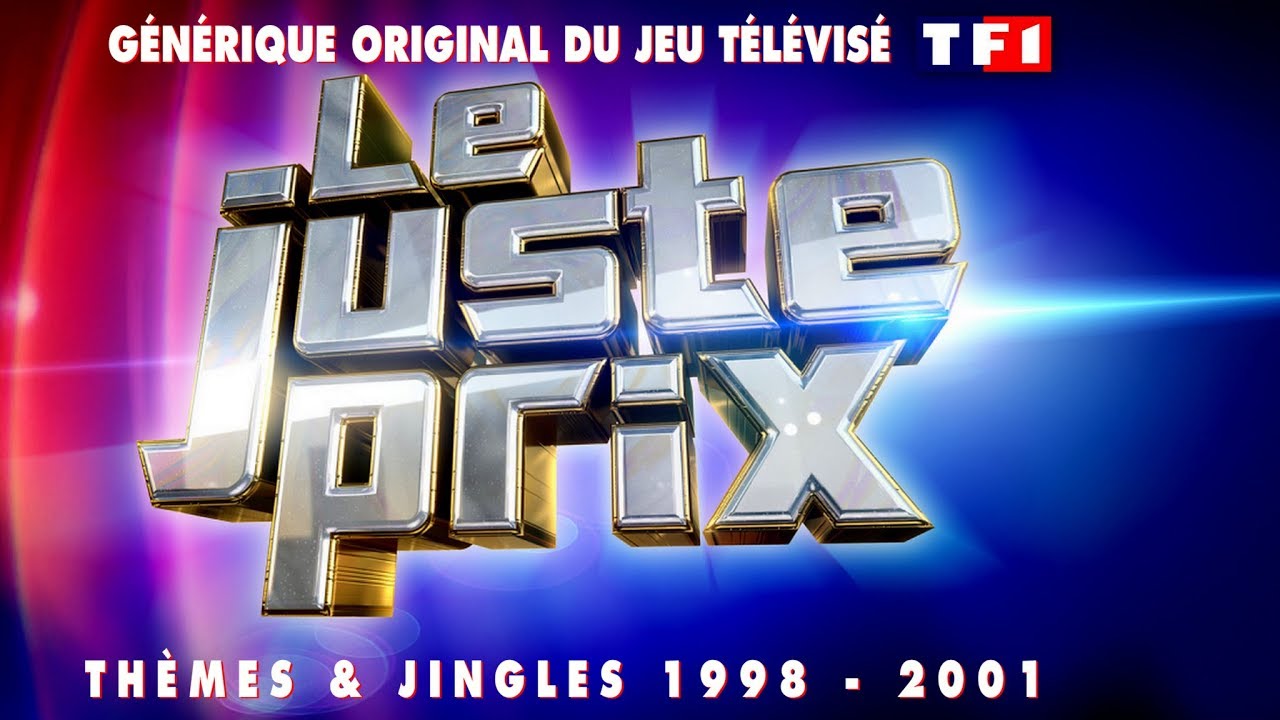 GÉNÉRIQUE ORIGINAL DU JEU TÉLÉVISÉ TF1
Le
juste
prix
THÈMES & JINGLES 1998 - 2001